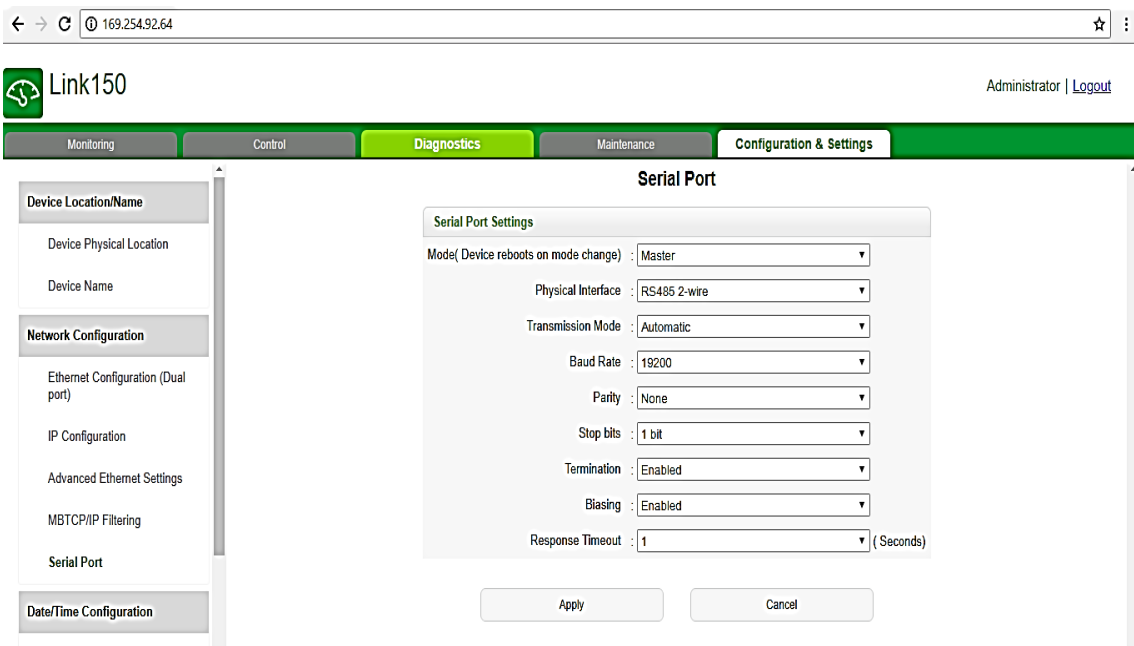 169.254.92.64
Link150
Administrator | Logout
Monitoring
Control
Diagnostics
Maintenance
Configuration & Settings
Device Location/Name
Device Physical Location
Device Name
Network Configuration
Ethernet Configuration (Dual
port)
IP Configuration
Advanced Ethernet Settings
MBTCP/IP Filtering
Serial Port
Date/Time Configuration
Serial Port
Serial Port Settings
Mode( Device reboots on mode change) : Master
Physical Interface : RS485 2-wire
Transmission Mode : Automatic
Baud Rate : 19200
Parity : None
Stop bits : 1 bit
Termination : Enabled
Biasing : Enabled
Response Timeout : 1 ( Seconds)
Apply
Cancel